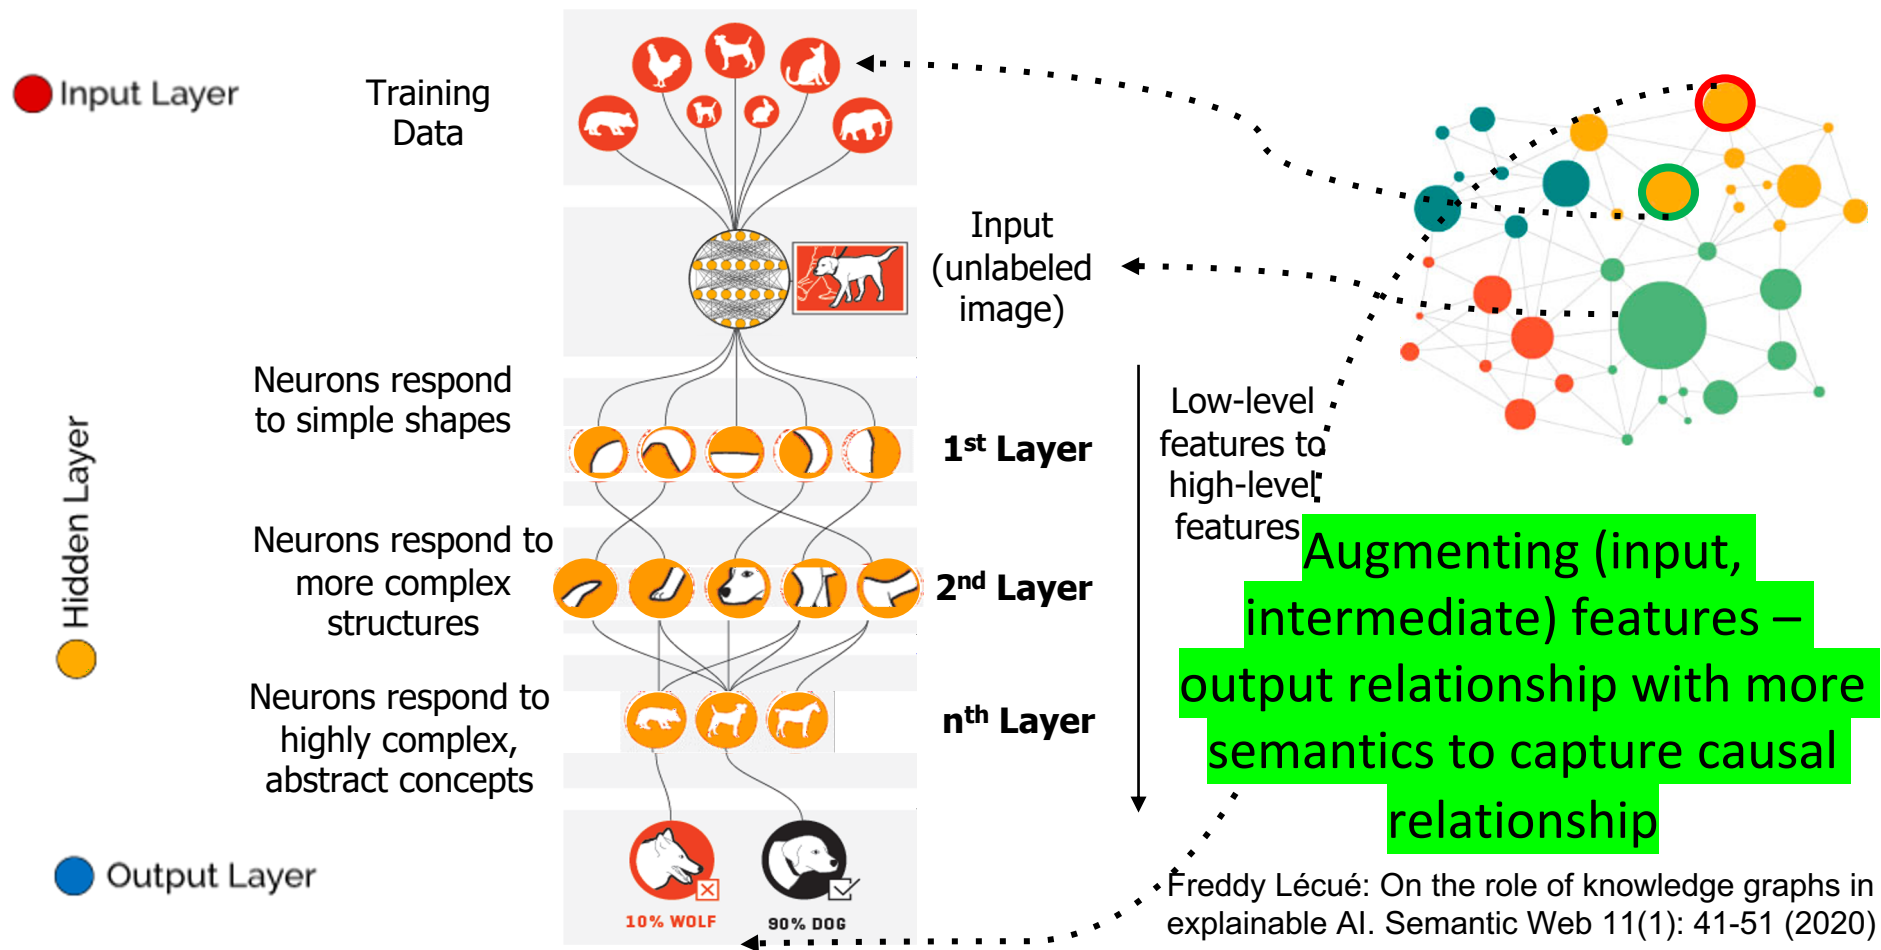 Input Layer
Training
Data
Input
(unlabeled
image)
Neurons respond
to simple shapes
1st Layer
Low-level
features to
high-level
features
Hidden Layer
Neurons respond to
more complex
structures
2nd Layer
Neurons respond to
highly complex,
abstract concepts
nth Layer
Augmenting (input,
intermediate) features –
output relationship with more
semantics to capture causal
relationship
Output Layer
10% WOLF
90% DOG
Freddy Lécué: On the role of knowledge graphs in
explainable AI. Semantic Web 11(1): 41-51 (2020)